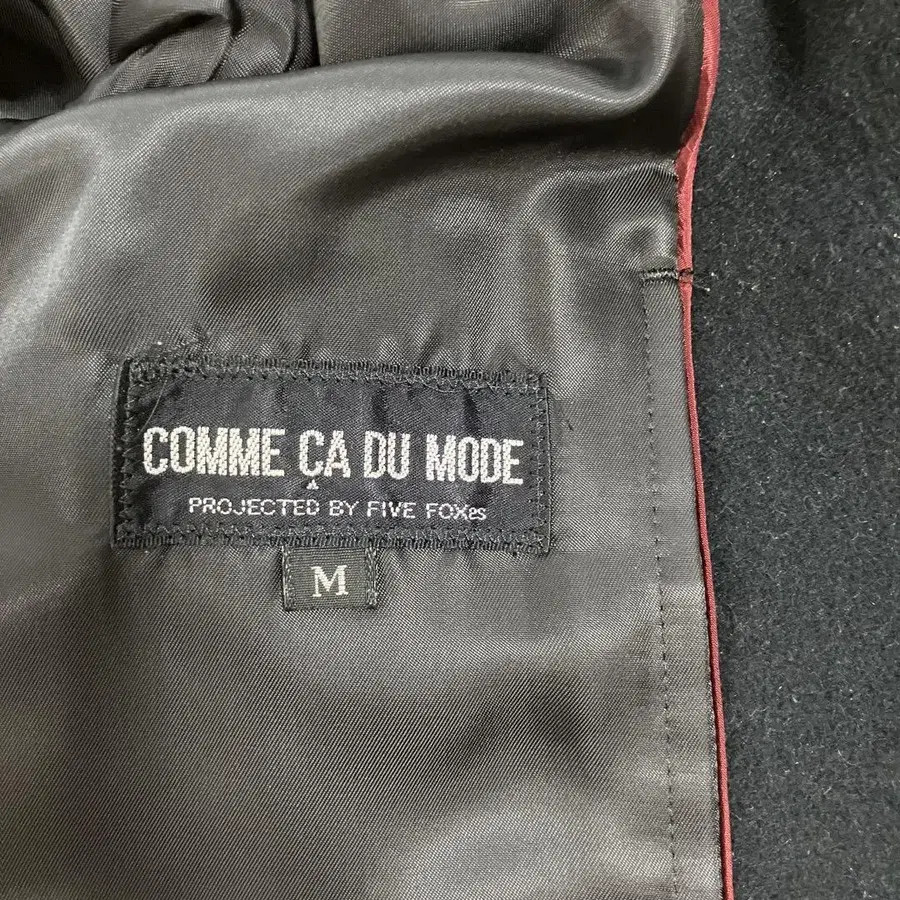 COMME ÇA DU MODE
PROJECTED BY FIVE FOXes
M